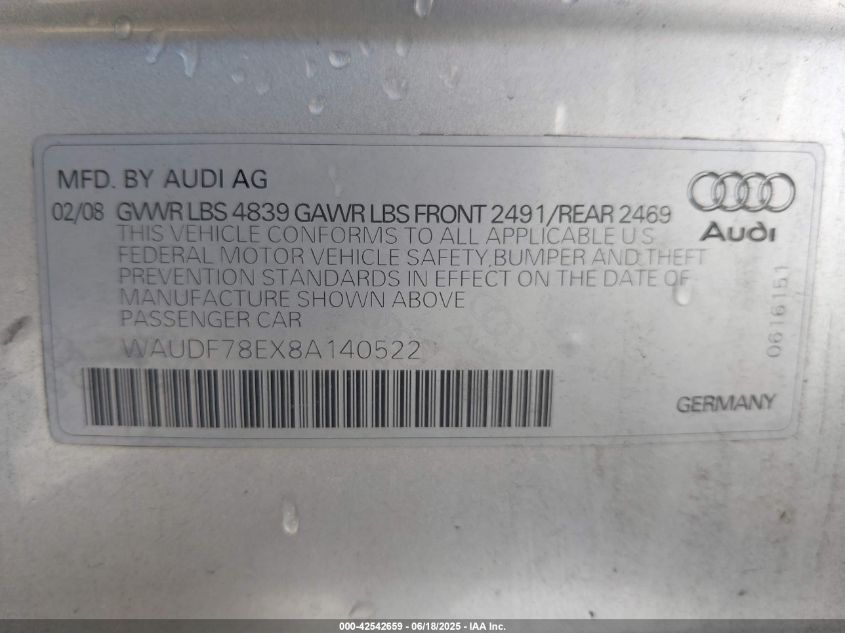 MFD. BY AUDI AG
02/08 GVWR LBS 4839 GAWR LBS FRONT 2491/REAR 2469
THIS VEHICLE CONFORMS TO ALL APPLICABLE U S
FEDERAL MOTOR VEHICLE SAFETY, BUMPER AND THEFT
PREVENTION STANDARDS IN EFFECT ON THE DATE OF
MANUFACTURE SHOWN ABOVE
PASSENGER CAR
WAUDF78EX8A140522
Audi
0616151
GERMANY
000-42542659 - 06/18/2025 - IAA Inc.